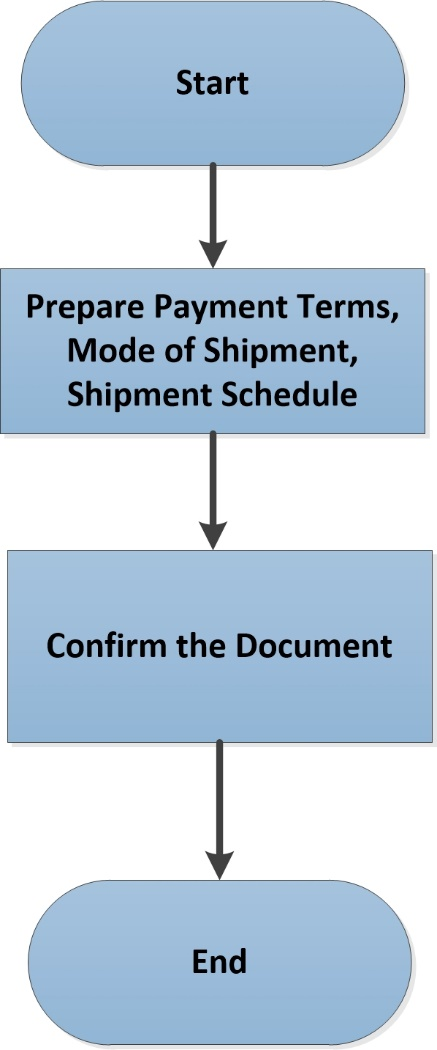 Start
Prepare Payment Terms,
Mode of Shipment,
Shipment Schedule
Confirm the Document
End